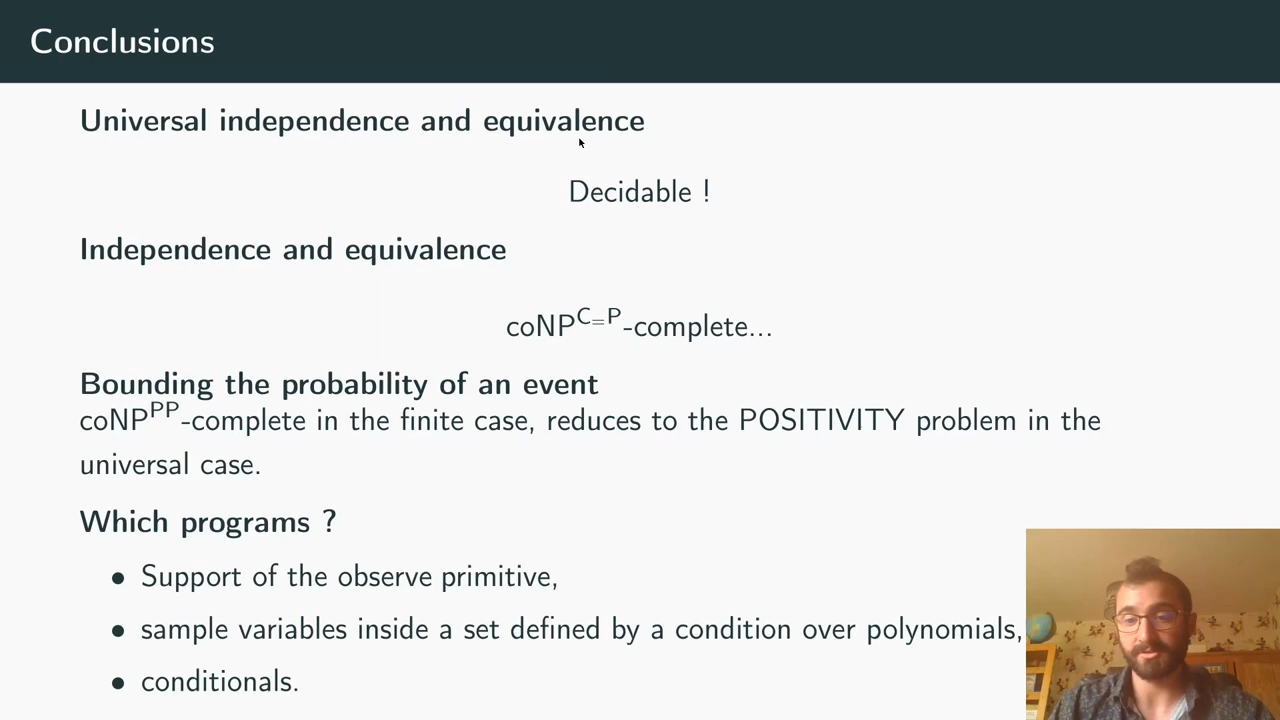 Conclusions
Universal independence and equivalence
Decidable !
Independence and equivalence
coNP^{C=P}-complete...
Bounding the probability of an event
coNP^{PP}-complete in the finite case, reduces to the POSITIVITY problem in the
universal case.
Which programs ?
• Support of the observe primitive,
• sample variables inside a set defined by a condition over polynomials,
• conditionals.